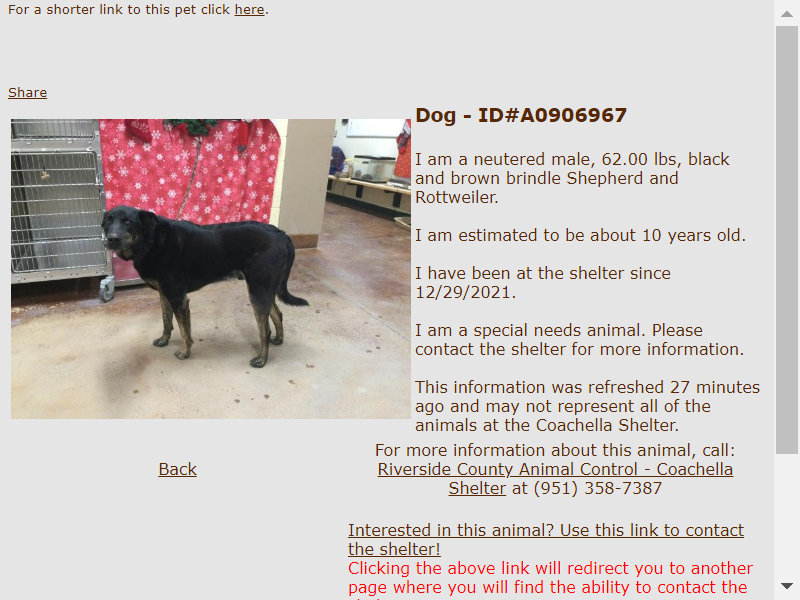 For a shorter link to this pet click here.
Share
Dog - ID#A0906967
I am a neutered male, 62.00 lbs, black
and brown brindle Shepherd and
Rottweiler.
I am estimated to be about 10 years old.
I have been at the shelter since
12/29/2021.
I am a special needs animal. Please
contact the shelter for more information.
This information was refreshed 27 minutes
ago and may not represent all of the
animals at the Coachella Shelter.
Back
For more information about this animal, call:
Riverside County Animal Control - Coachella
Shelter at (951) 358-7387
Interested in this animal? Use this link to contact
the shelter!
Clicking the above link will redirect you to another
page where you will find the ability to contact the